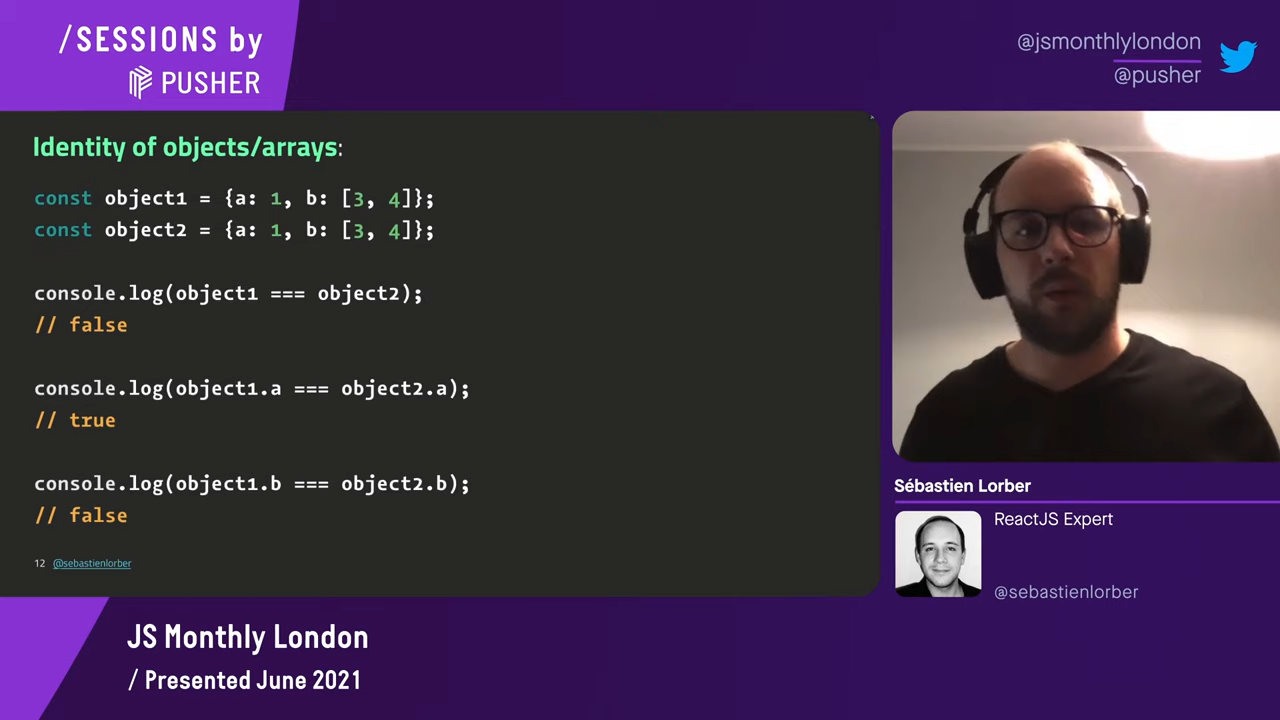 /SESSIONS by
PUSHER
@jsmonthlylondon
@pusher
Identity of objects/arrays:
const object1 = {a: 1, b: [3, 4]};
const object2 = {a: 1, b: [3, 4]};
console.log(object1 === object2);
// false
console.log(object1.a === object2.a);
// true
console.log(object1.b === object2.b);
// false
12 @sebastienlorber
Sébastien Lorber
ReactJS Expert
@sebastienlorber
JS Monthly London
/ Presented June 2021